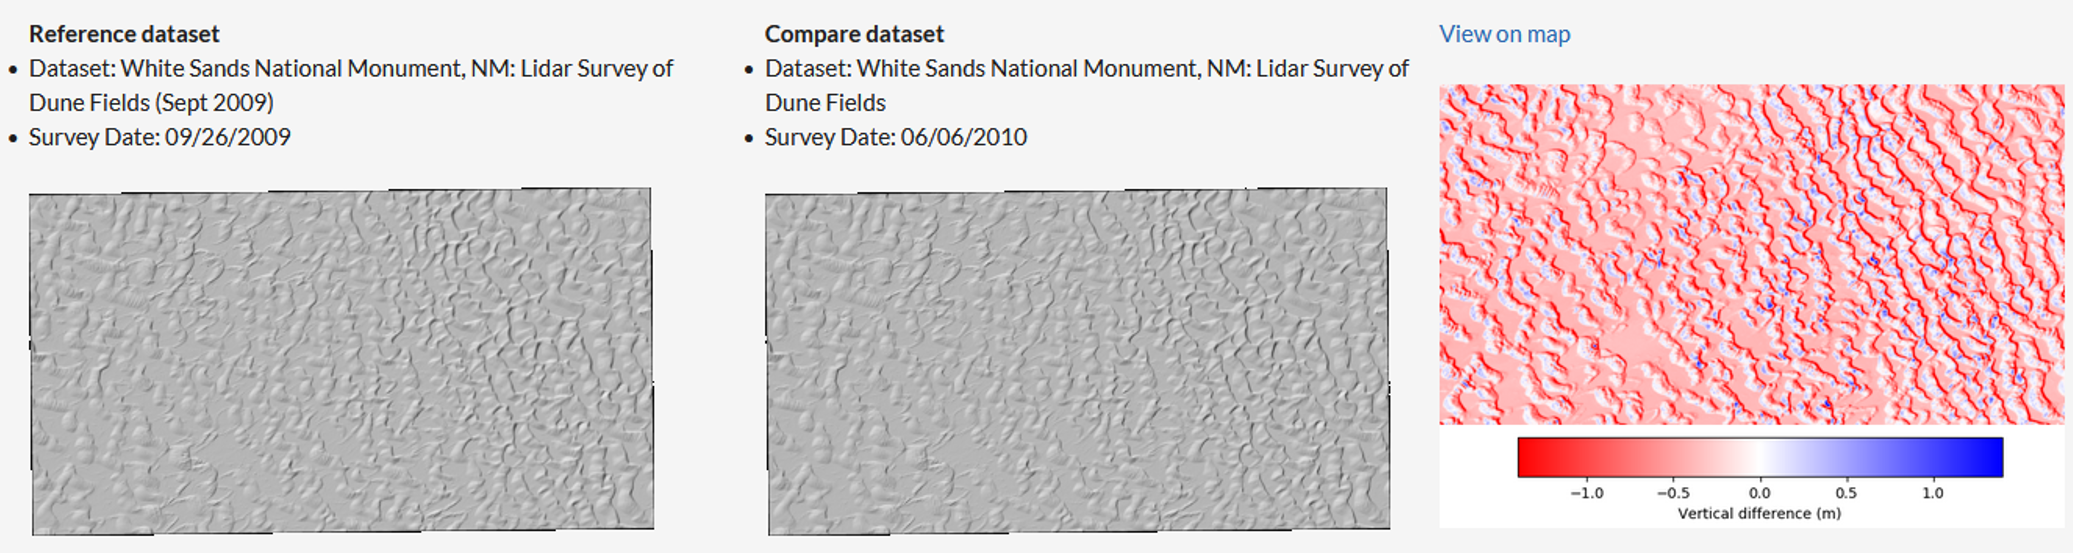 Reference dataset
• Dataset: White Sands National Monument, NM: Lidar Survey of
Dune Fields (Sept 2009)
• Survey Date: 09/26/2009
Compare dataset
• Dataset: White Sands National Monument, NM: Lidar Survey of
Dune Fields
• Survey Date: 06/06/2010
View on map
−1.0 −0.5 0.0 0.5 1.0
Vertical difference (m)